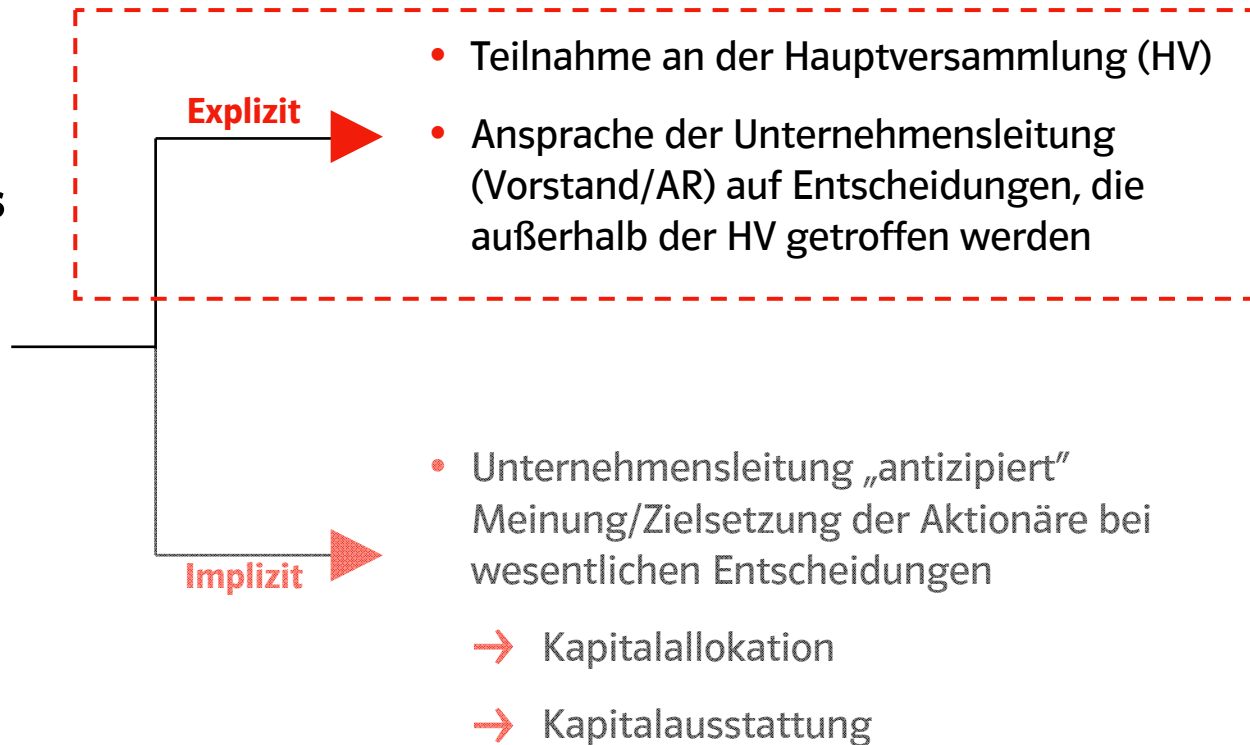 • Teilnahme an der Hauptversammlung (HV)
Explizit
• Ansprache der Unternehmensleitung
(Vorstand/AR) auf Entscheidungen, die
außerhalb der HV getroffen werden
s
• Unternehmensleitung „antizipiert”
Meinung/Zielsetzung der Aktionäre bei
wesentlichen Entscheidungen
Implizit
→ Kapitalallokation
→ Kapitalausstattung